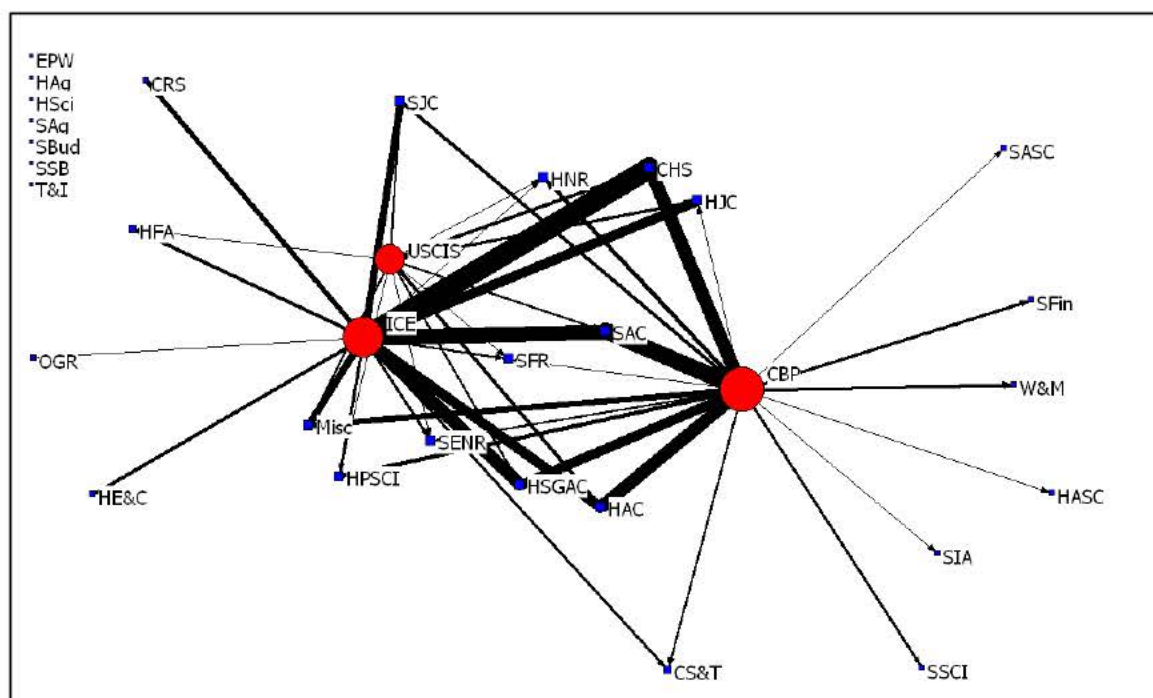 EPW
HAg
HSci
SAg
SBud
SSB
T&I
CRS
SJC
SASC
CHS
HNR
HJC
HFA
USCIS
SFin
ICE
SAC
OGR
SFR
CBP
W&M
Misc
SENR
HPSCI
HSGAC
HE&C
HASC
HAC
SIA
CS&T
SSCI